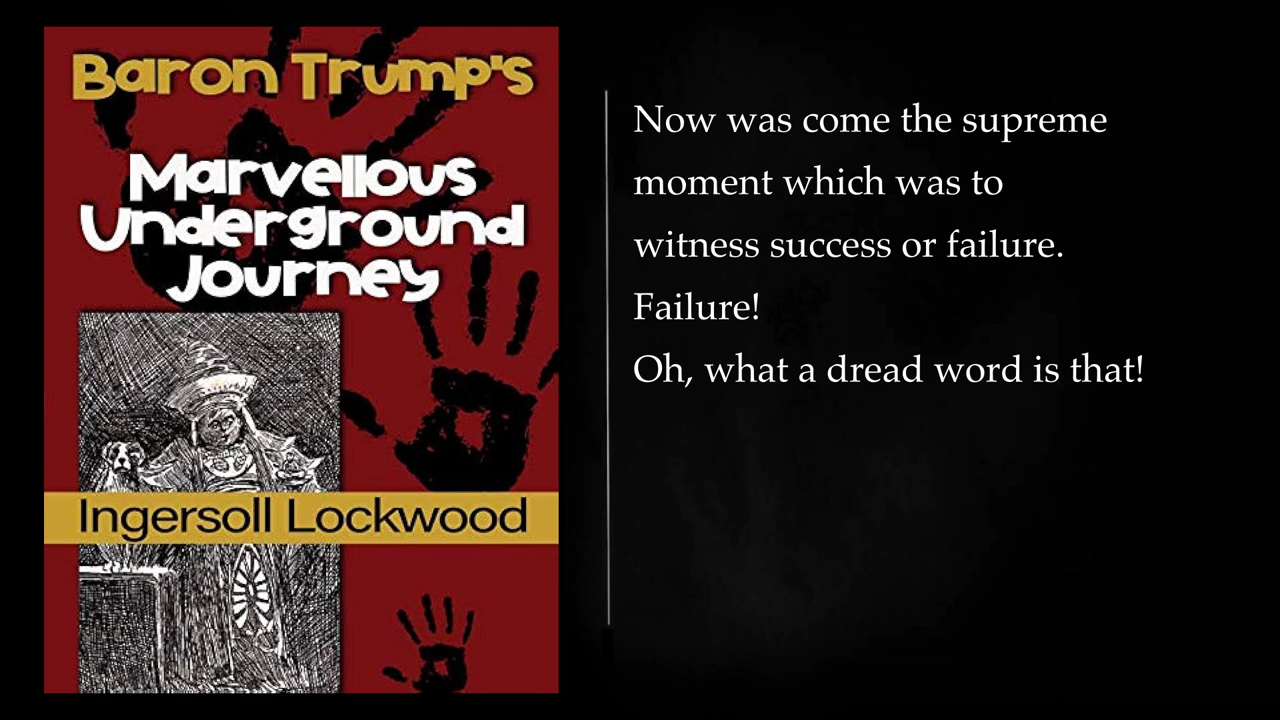 Baron Trump's
Marvellous
Underground
Journey
Ingersoll Lockwood
Now was come the supreme
moment which was to
witness success or failure.
Failure!
Oh, what a dread word is that!